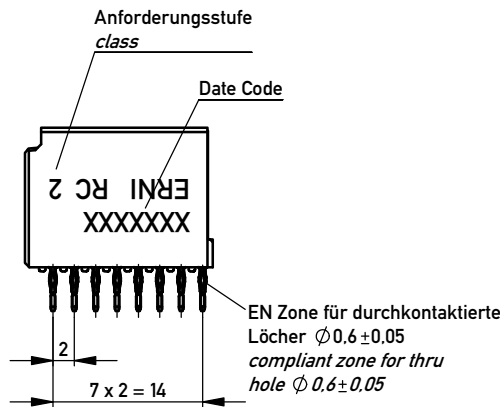 Anforderungsstufe
class
Date Code
ERNI RC 2
XXXXXXX
EN Zone für durchkontaktierte
Löcher ∅0,6 ±0,05
compliant zone for thru
hole ∅0,6±0,05
2
7 x 2 = 14